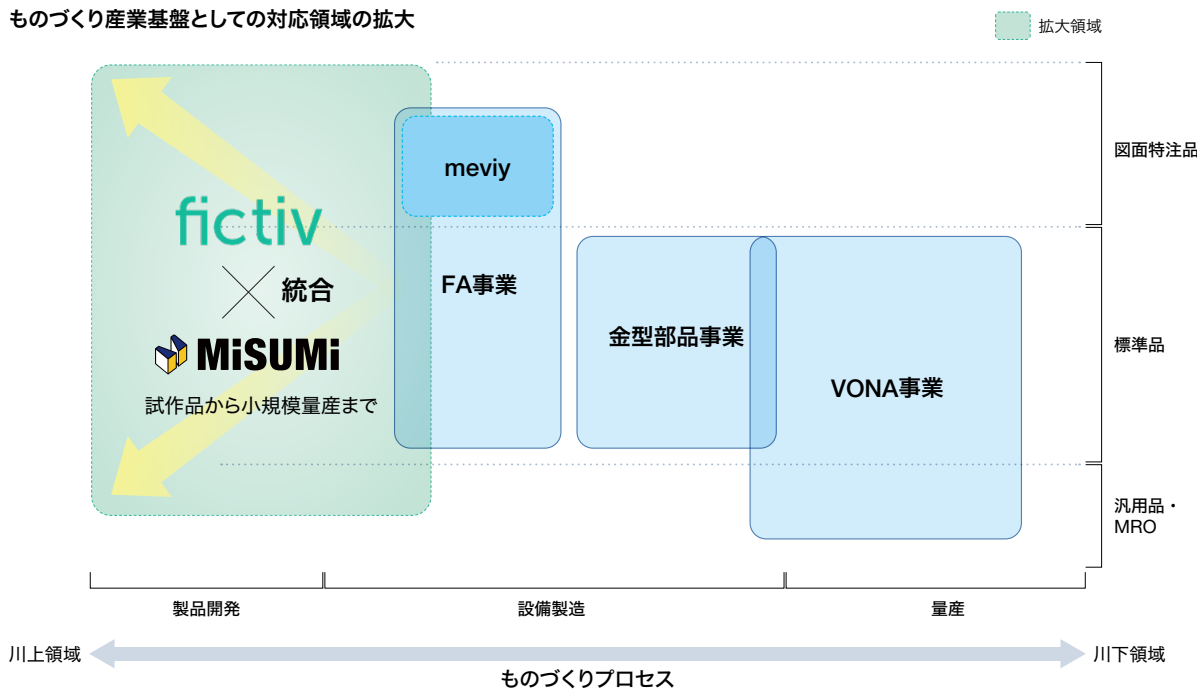 ものづくり産業基盤としての対応領域の拡大
拡大領域
図面特注品
meviy
fictiv
統合
FA事業
MiSUMi
金型部品事業
標準品
VONA事業
試作品から小規模量産まで
汎用品・
MRO
製品開発
設備製造
量産
川上領域
川下領域
ものづくりプロセス